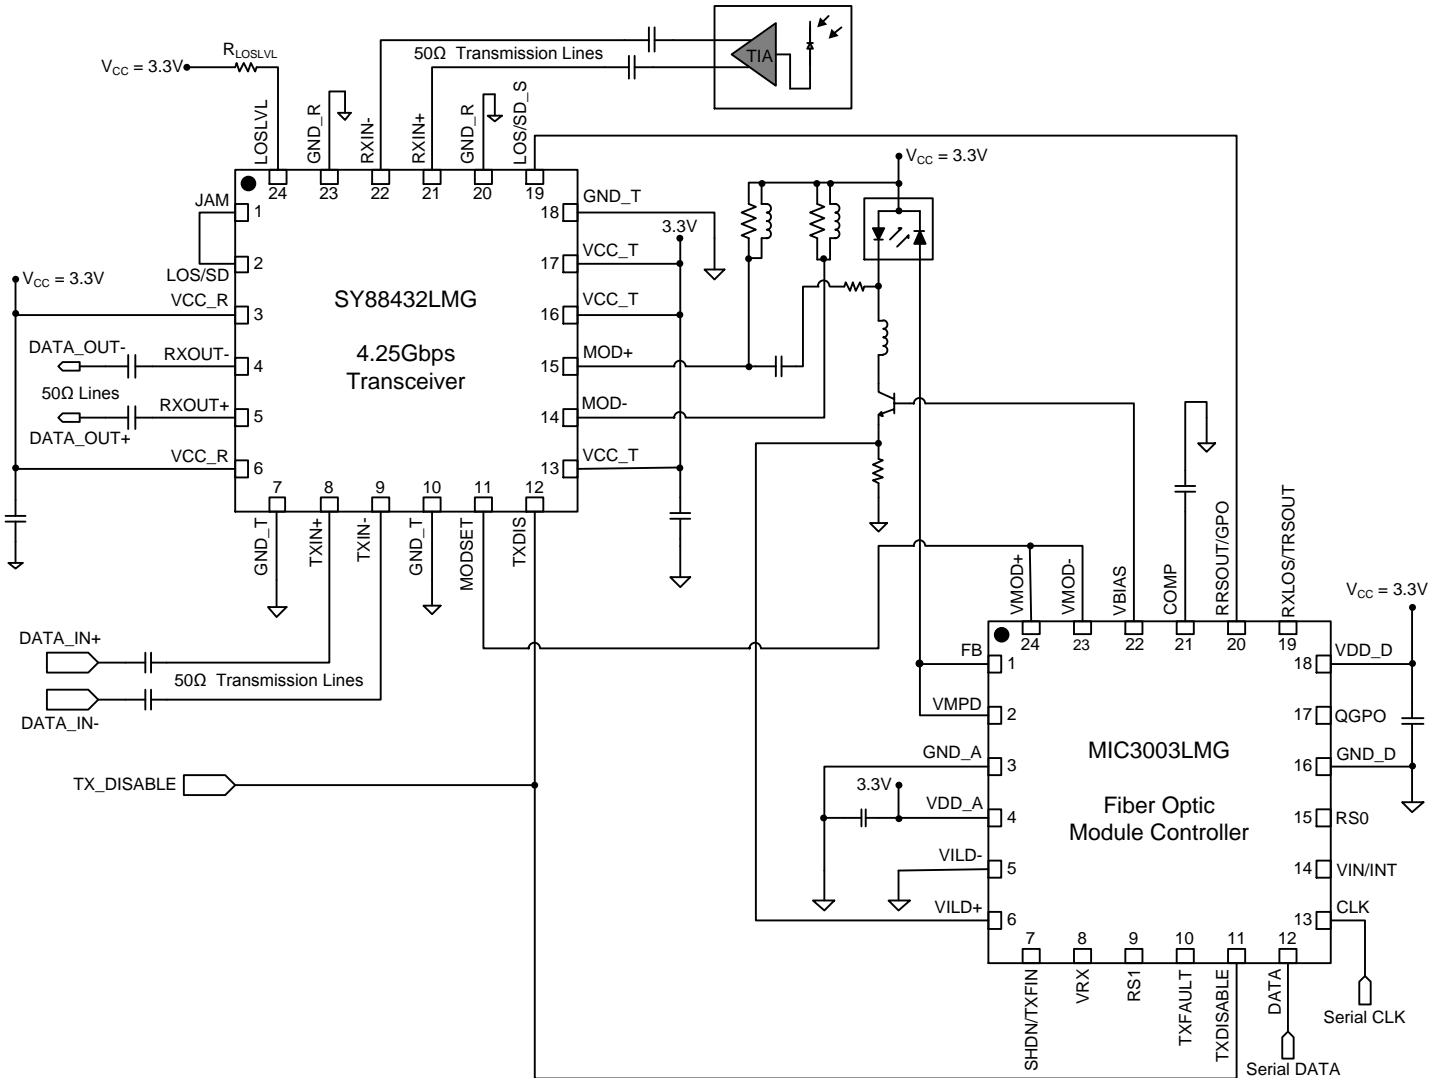 50Ω Transmission Lines
TIA
R_LOSLVL
V_CC = 3.3V
LOSLVL
GND_R
RXIN-
RXIN+
GND_R
LOS/SD_S
24
23
22
21
20
19
V_CC = 3.3V
JAM
1
18
GND_T
3.3V
2
LOS/SD
17
VCC_T
V_CC = 3.3V
VCC_R
3
SY88432LMG
16
VCC_T
DATA_OUT-
RXOUT-
4
4.25Gbps
Transceiver
15
MOD+
50Ω Lines
RXOUT+
5
14
MOD-
DATA_OUT+
VCC_R
6
13
VCC_T
7
8
9
10
11
12
GND_T
TXIN+
TXIN-
GND_T
MODSET
TXDIS
DATA_IN+
50Ω Transmission Lines
DATA_IN-
TX_DISABLE
VMOD+
VMOD-
VBIAS
COMP
RRSOUT/GPO
RXLOS/TRSOUT
V_CC = 3.3V
24
23
22
21
20
19
FB
1
18
VDD_D
VMPD
2
17
QGPO
GND_A
3
MIC3003LMG
16
GND_D
3.3V
VDD_A
4
Fiber Optic
Module Controller
15
RS0
VILD-
5
14
VIN/INT
VILD+
6
13
CLK
7
8
9
10
11
12
SHDN/TXFIN
VRX
RS1
TXFAULT
TXDISABLE
DATA
Serial CLK
Serial DATA